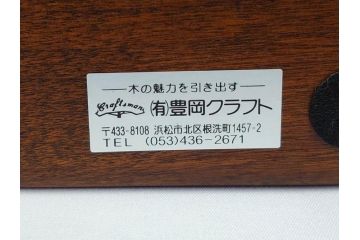 木の魅力を引き出す
Craftsman (有)豊岡クラフト
〒433-8108 浜松市北区根洗町1457-2
TEL (053)436-2671